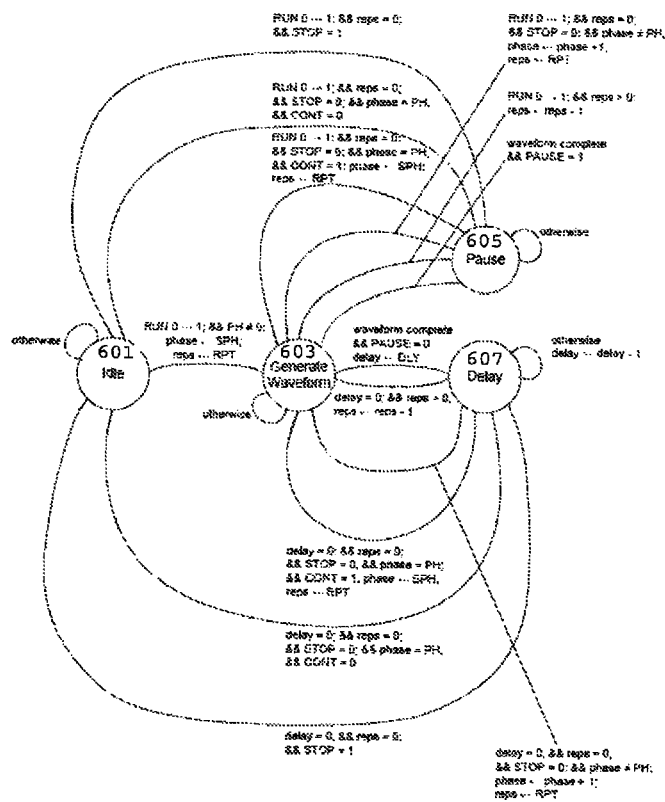 RUN 0 → 1; && reps = 0;
&& STOP = 1
RUN 0 → 1; && reps = 0;
&& STOP = 0; && phase ≠ PH,
phase ← phase +1,
reps ← RPT
RUN 0 → 1; && reps = 0;
&& STOP = 0; && phase = PH,
&& CONT = 0
RUN 0 → 1; && reps > 0;
reps ← reps - 1
RUN 0 → 1; && reps = 0;
&& STOP = 0; && phase = PH,
&& CONT = 1; phase ← SPH;
reps ← RPT
waveform complete
&& PAUSE = 1
605
Pause
otherwise
RUN 0 → 1; && PH ≠ 0;
phase ← SPH;
reps ← RPT
waveform complete
&& PAUSE = 0
delay ← DLY
otherwise
601
Idle
603
Generate
Waveform
607
Delay
otherwise
delay ← delay - 1
otherwise
delay = 0; && reps > 0,
reps ← reps - 1
delay = 0; && reps = 0;
&& STOP = 0, && phase = PH;
&& CONT = 1, phase ← SPH,
reps ← RPT
delay = 0; && reps = 0;
&& STOP = 0; && phase = PH,
&& CONT = 0
delay = 0, && reps = 0;
&& STOP = 1
delay = 0, && reps = 0,
&& STOP = 0; && phase ≠ PH;
phase ← phase + 1;
reps ← RPT